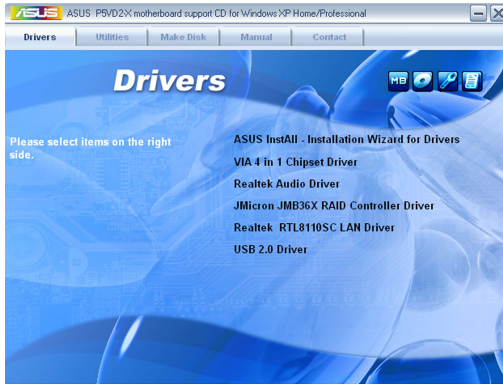 ASUS P5VD2-X motherboard support CD for Windows XP Home/Professional
Drivers Utilities Make Disk Manual Contact
Drivers
MB
Please select items on the right
side.
ASUS InstAll - Installation Wizard for Drivers
VIA 4 in 1 Chipset Driver
Realtek Audio Driver
JMicron JMB36X RAID Controller Driver
Realtek RTL8110SC LAN Driver
USB 2.0 Driver